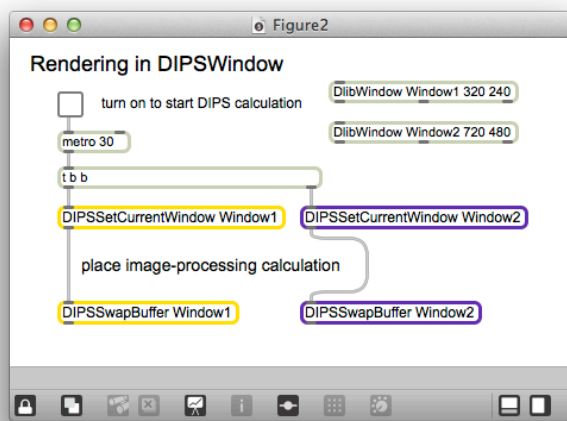 Figure2
Rendering in DIPSWindow
turn on to start DIPS calculation
DlibWindow Window1 320 240
metro 30
DlibWindow Window2 720 480
t b b
DIPSSetCurrentWindow Window1
DIPSSetCurrentWindow Window2
place image-processing calculation
DIPSSwapBuffer Window1
DIPSSwapBuffer Window2